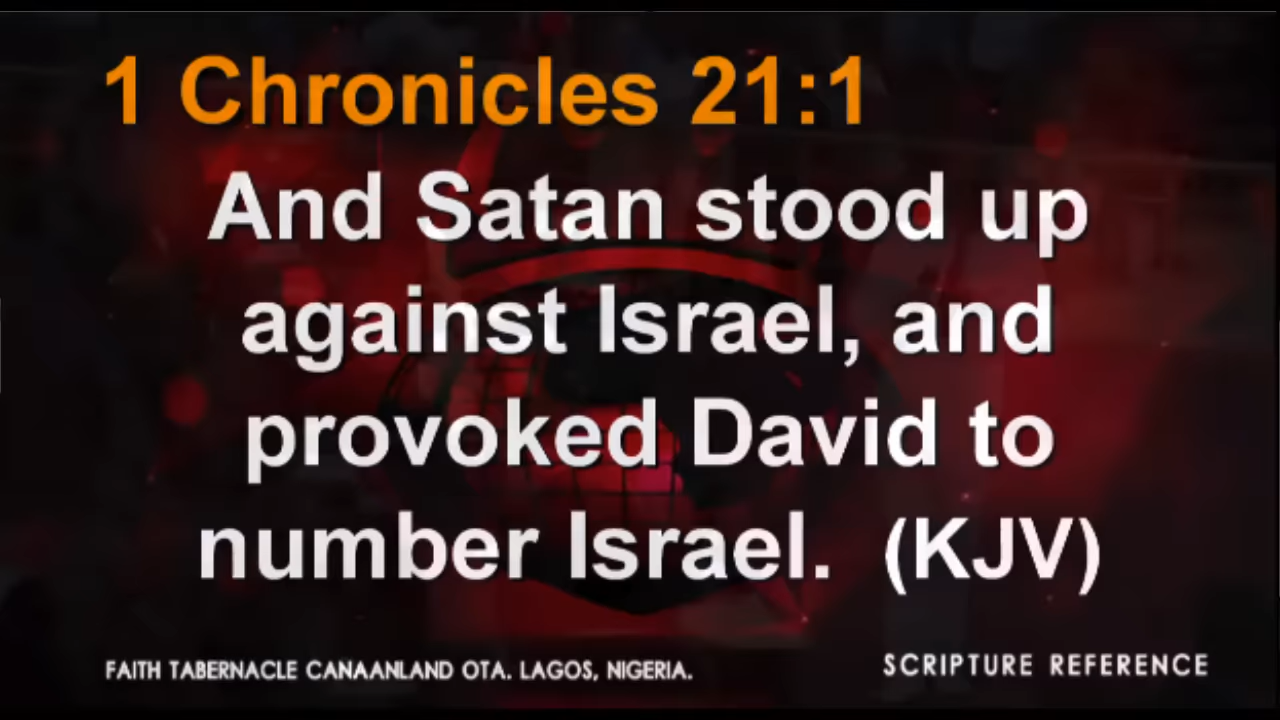 1 Chronicles 21:1
And Satan stood up
against Israel, and
provoked David to
number Israel. (KJV)
FAITH TABERNACLE CANAANLAND OTA. LAGOS, NIGERIA.
SCRIPTURE REFERENCE